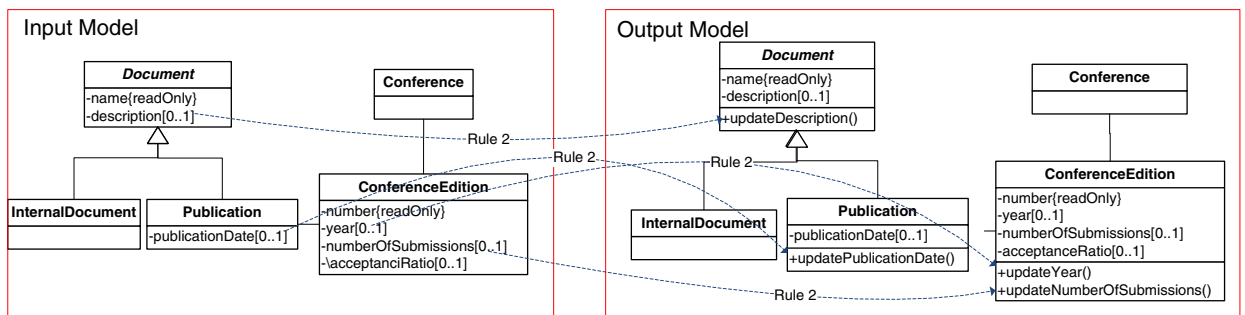 Input Model
Document
-name{readOnly}
-description[0..1]
Conference
InternalDocument
Publication
-publicationDate[0..1]
ConferenceEdition
-number{readOnly}
-year[0..1]
-numberOfSubmissions[0..1]
-\acceptanciRatio[0..1]
Rule 2
Rule 2
Rule 2
Rule 2
Output Model
Document
-name{readOnly}
-description[0..1]
+updateDescription()
Conference
InternalDocument
Publication
-publicationDate[0..1]
+updatePublicationDate()
ConferenceEdition
-number{readOnly}
-year[0..1]
-numberOfSubmissions[0..1]
-acceptanceRatio[0..1]
+updateYear()
+updateNumberOfSubmissions()